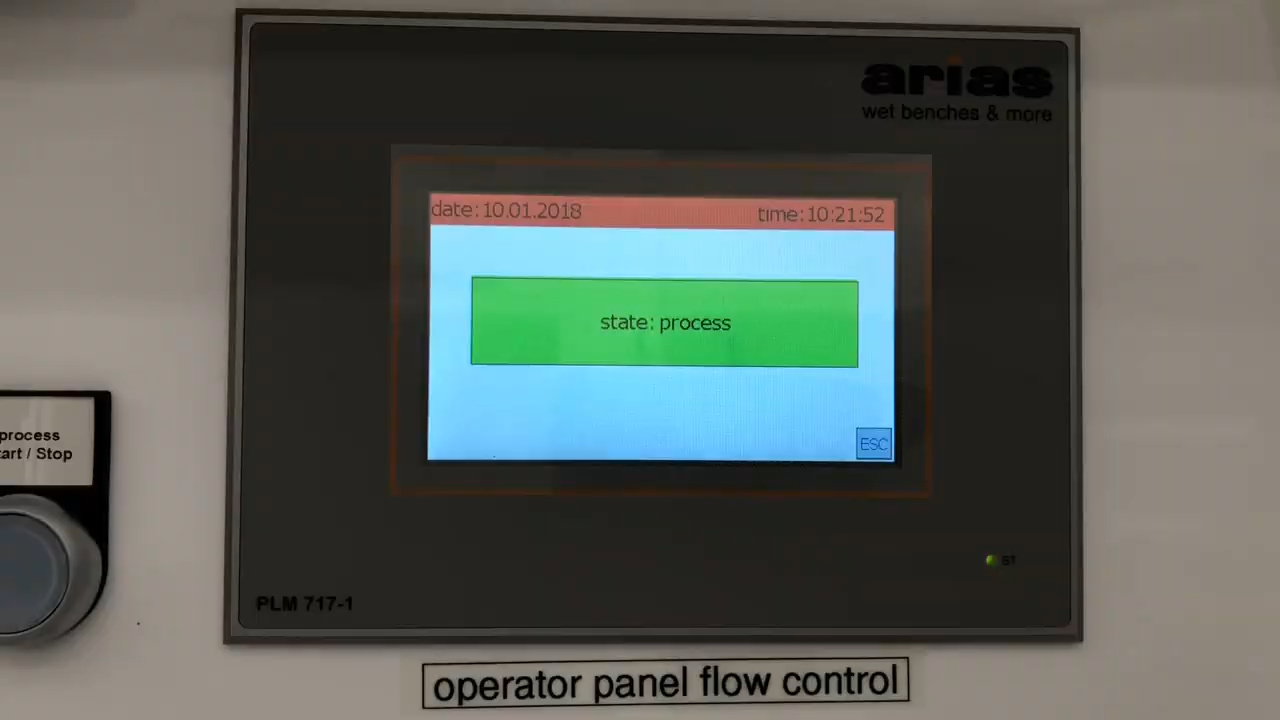 arias
wet benches & more
date: 10.01.2018
time: 10:21:52
state: process
ESC
process
art / Stop
ST
PLM 717-1
operator panel flow control